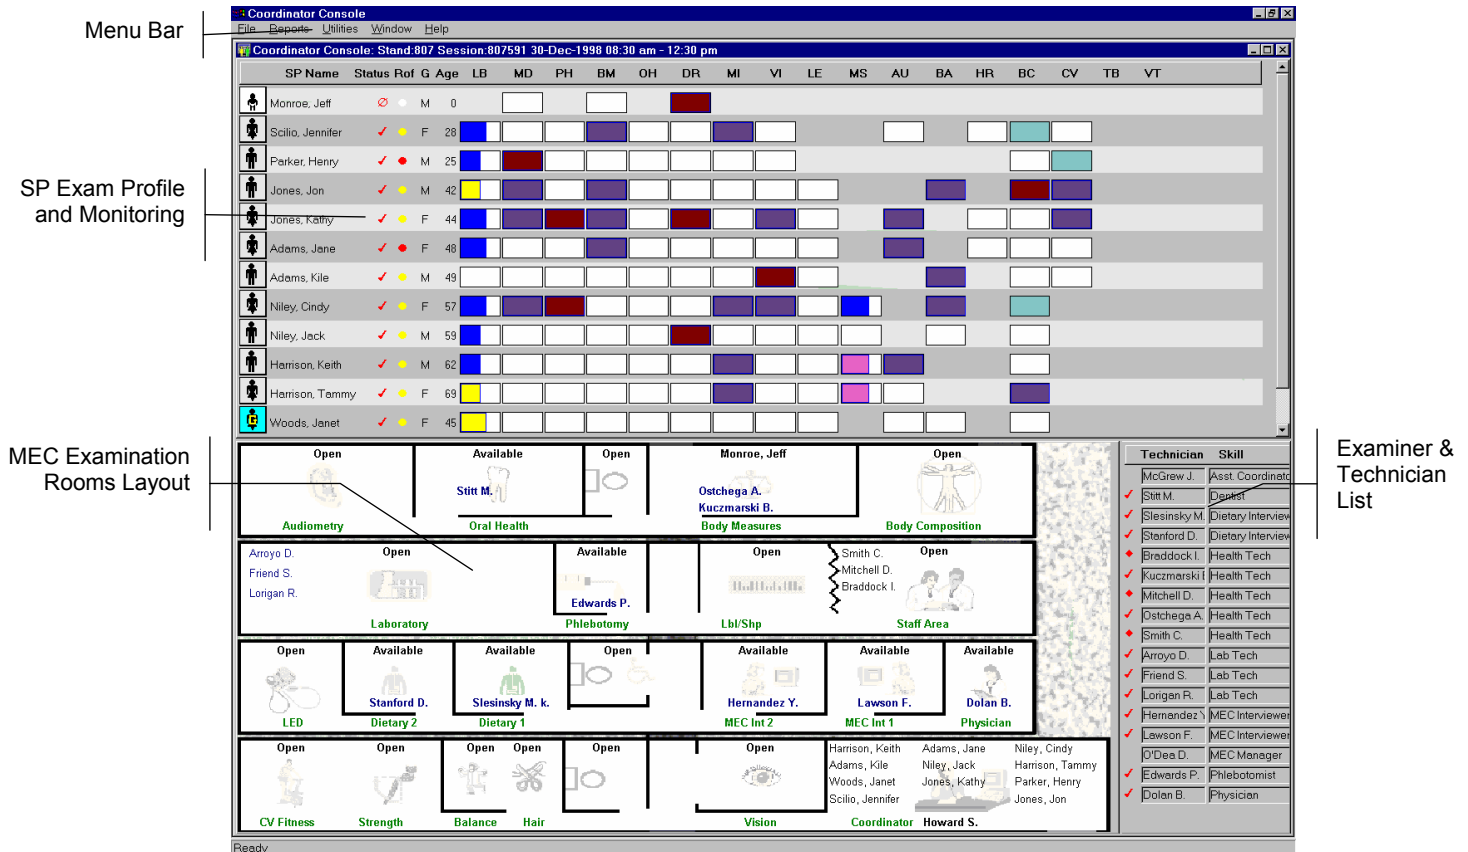 Coordinator Console
Menu Bar
File Reports Utilities Window Help
Coordinator Console: Stand:807 Session:807591 30-Dec-1998 08:30 am - 12:30 pm
SP Name Status Rof G Age LB MD PH BM OH DR MI VI LE MS AU BA HR BC CV TB VT
Monroe, Jeff M 0
Scilio, Jennifer F 28
Parker, Henry M 25
SP Exam Profile
and Monitoring
Jones, Jon M 42
Jones, Kathy F 44
Adams, Jane F 48
Adams, Kile M 49
Niley, Cindy F 57
Niley, Jack M 59
Harrison, Keith M 62
Harrison, Tammy F 69
G Woods, Janet F 45
MEC Examination
Rooms Layout
Open Available Open Monroe, Jeff Open
Stitt M. Ostchega A.
Kuczmarski B.
Audiometry Oral Health Body Measures Body Composition
Arroyo D. Open Available Open Smith C. Open
Friend S. Mitchell D.
Lorigan R. Edwards P. Braddock I.
Laboratory Phlebotomy Lbl/Shp Staff Area
Open Available Available Open Available Available Available
Stanford D. Slesinsky M. k. Hernandez Y. Lawson F. Dolan B.
LED Dietary 2 Dietary 1 MEC Int 2 MEC Int 1 Physician
Open Open Open Open Open Open Harrison, Keith Adams, Jane Niley, Cindy
Adams, Kile Niley, Jack Harrison, Tammy
Woods, Janet Jones, Kathy Parker, Henry
Scilio, Jennifer Jones, Jon
CV Fitness Strength Balance Hair Vision Coordinator Howard S.
Technician Skill
McGrew J. Asst. Coordinato
Stitt M. Dentist
Slesinsky M. Dietary Interview
Stanford D. Dietary Interview
Braddock I. Health Tech
Kuczmarski Health Tech
Mitchell D. Health Tech
Ostchega A. Health Tech
Smith C. Health Tech
Arroyo D. Lab Tech
Friend S. Lab Tech
Lorigan R. Lab Tech
Hernandez MEC Interviewer
Lawson F. MEC Interviewer
O'Dea D. MEC Manager
Edwards P. Phlebotomist
Dolan B. Physician
Examiner &
Technician
List
Ready